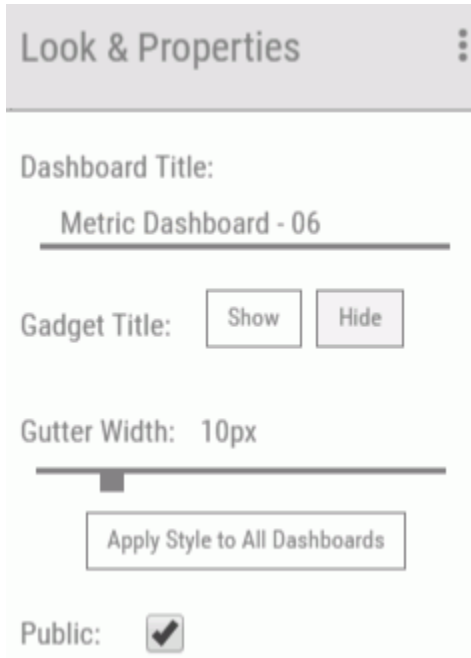 Look & Properties
Dashboard Title:
Metric Dashboard - 06
Gadget Title: Show Hide
Gutter Width: 10px
Apply Style to All Dashboards
Public: